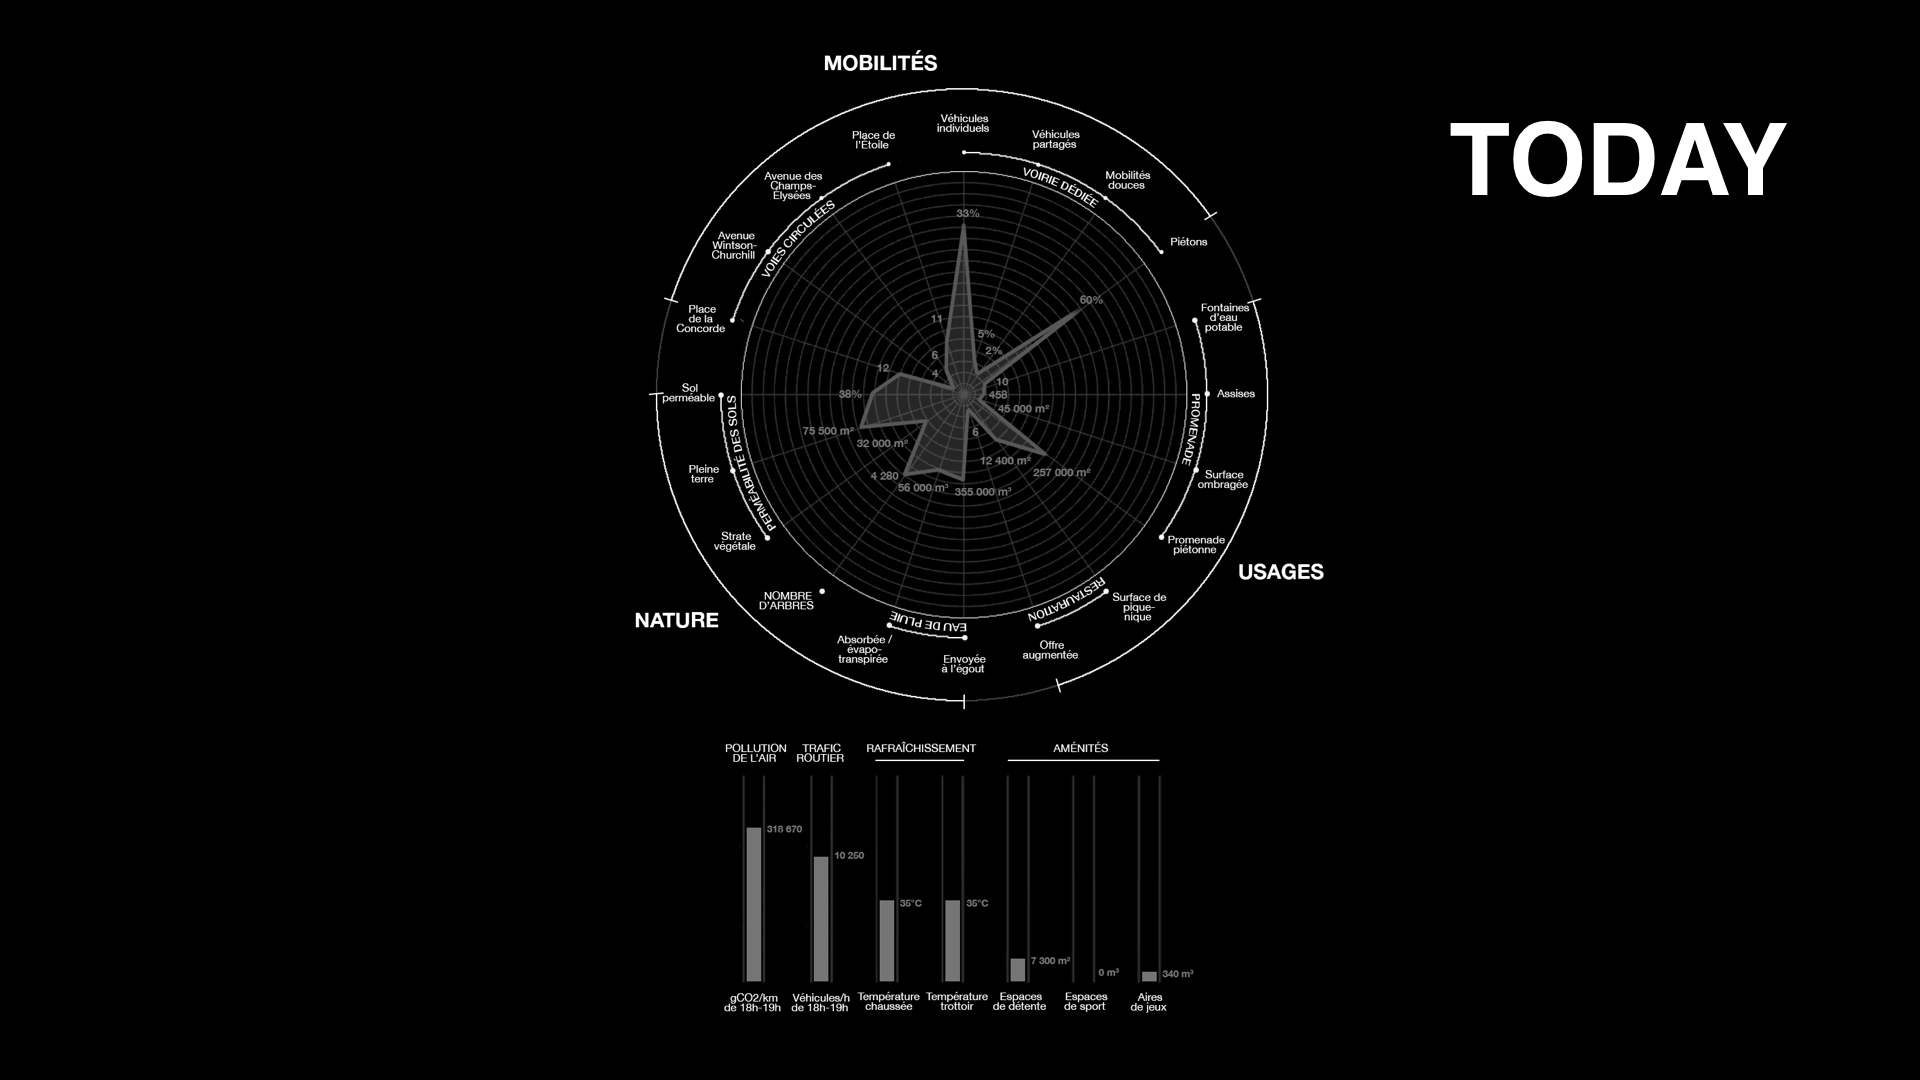 MOBILITÉS
TODAY
Véhicules
individuels
Véhicules
partagés
Mobilités
douces
Piétons
VOIRIE DÉDIÉE
Place de
l'Étoile
Avenue des
Champs-
Elysées
Avenue
Wintson-
Churchill
Place
de la
Concorde
VOIES CIRCULÉES
Fontaines
d'eau
potable
Assises
Surface
ombragée
Promenade
piétonne
PROMENADE
USAGES
Surface de
pique-
nique
Offre
augmentée
RESTAURATION
Envoyée
à l'égout
Absorbée /
évapo-
transpirée
EAU DE PLUIE
NOMBRE
D'ARBRES
NATURE
Strate
végétale
Pleine
terre
Sol
perméable
PERMÉABILITÉ DES SOLS
33%
5%
2%
60%
10
458
45 000 m²
257 000 m²
12 400 m²
6
355 000 m³
56 000 m³
4 280
32 000 m²
75 500 m²
38%
12
4
6
11
POLLUTION
DE L'AIR
TRAFIC
ROUTIER
RAFRAÎCHISSEMENT
AMÉNITÉS
318 670
10 250
35°C
35°C
7 300 m²
0 m²
340 m²
gCO2/km
de 18h-19h
Véhicules/h
de 18h-19h
Température
chaussée
Température
trottoir
Espaces
de détente
Espaces
de sport
Aires
de jeux